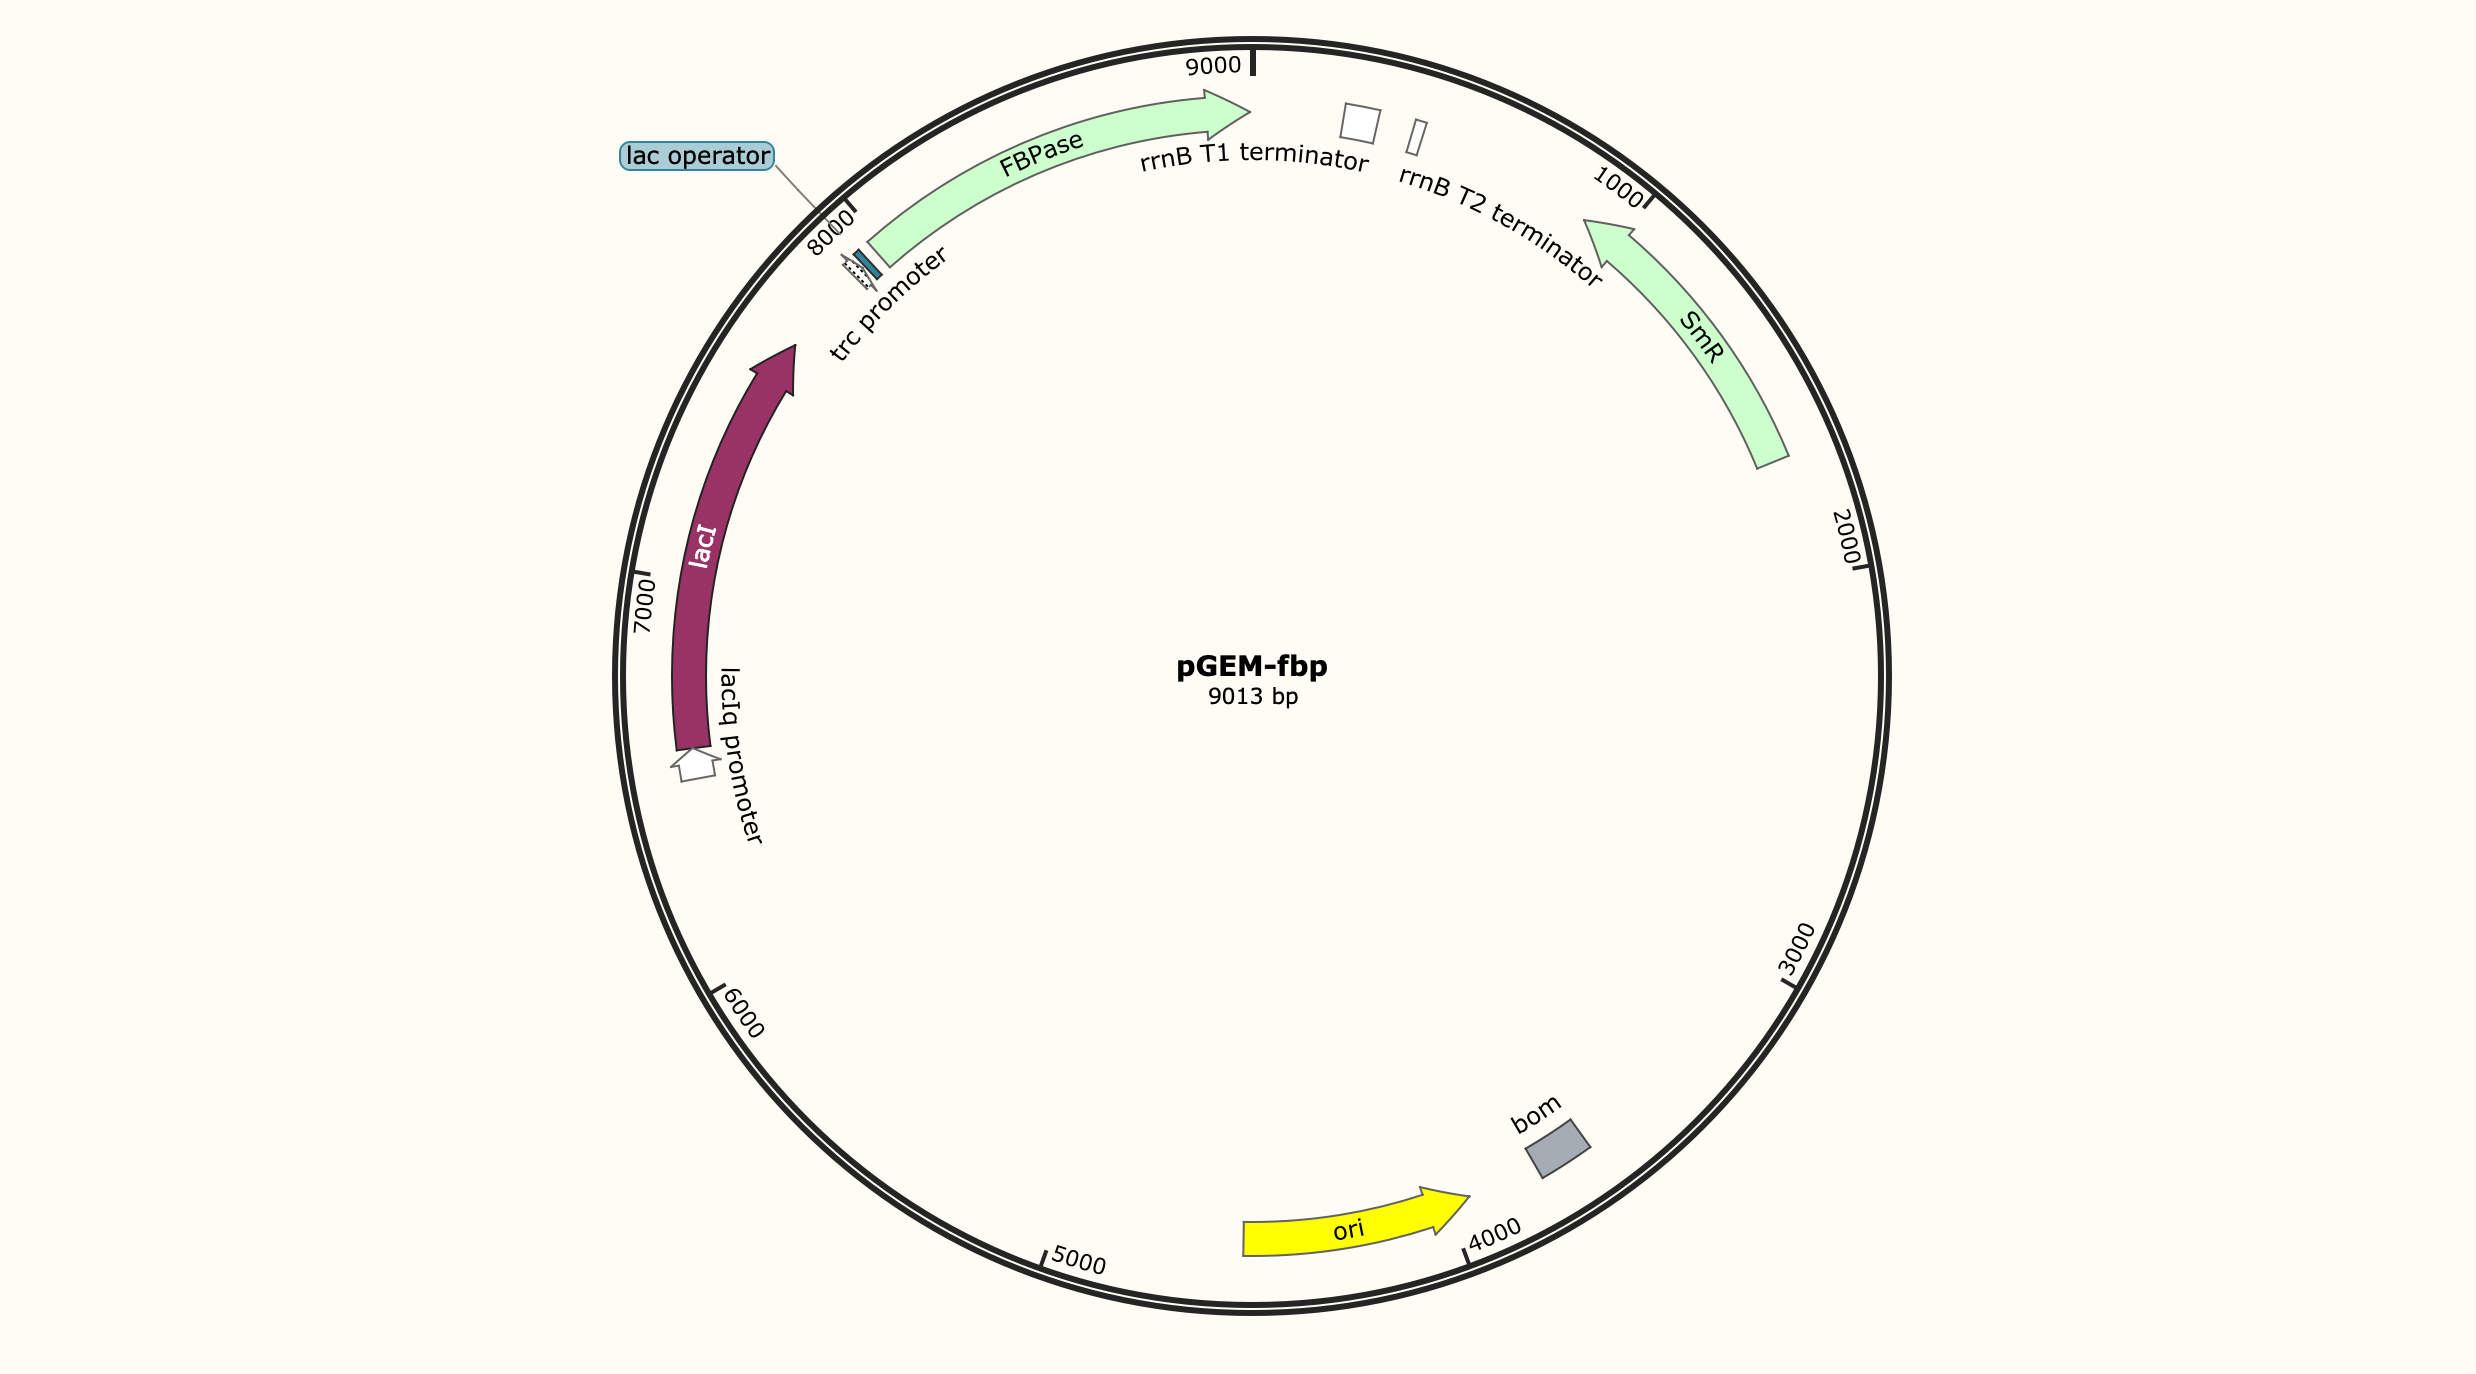 9000
lac operator
FBPase
rrnB T1 terminator
rrnB T2 terminator
1000
8000
trc promoter
SmR
2000
lacI
7000
pGEM-fbp
9013 bp
lacIq promoter
3000
6000
bom
ori
4000
5000